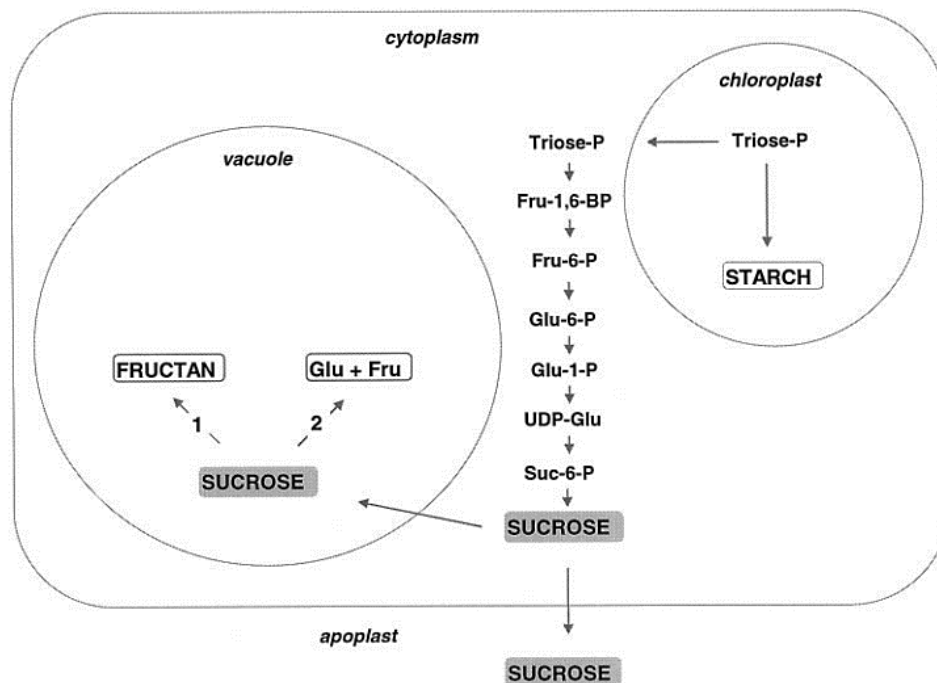 cytoplasm
chloroplast
vacuole
Triose-P
Triose-P
Fru-1,6-BP
Fru-6-P
STARCH
Glu-6-P
FRUCTAN
Glu + Fru
Glu-1-P
1
2
UDP-Glu
SUCROSE
Suc-6-P
SUCROSE
apoplast
SUCROSE